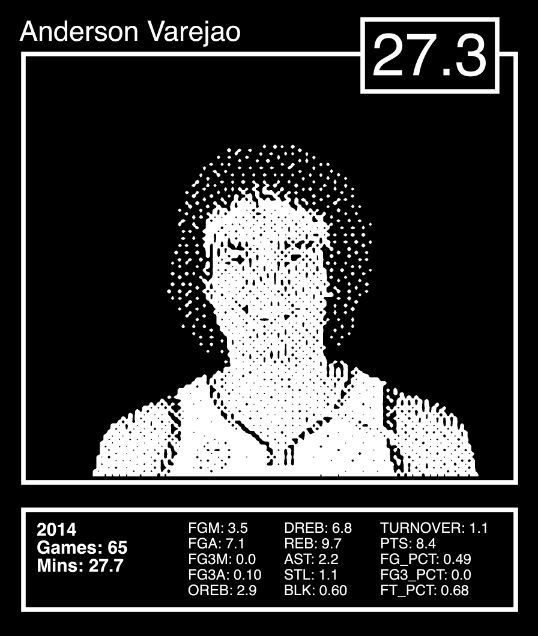 Anderson Varejao
27.3
2014
Games: 65
Mins: 27.7
FGM: 3.5
FGA: 7.1
FG3M: 0.0
FG3A: 0.10
OREB: 2.9
DREB: 6.8
REB: 9.7
AST: 2.2
STL: 1.1
BLK: 0.60
TURNOVER: 1.1
PTS: 8.4
FG_PCT: 0.49
FG3_PCT: 0.0
FT_PCT: 0.68